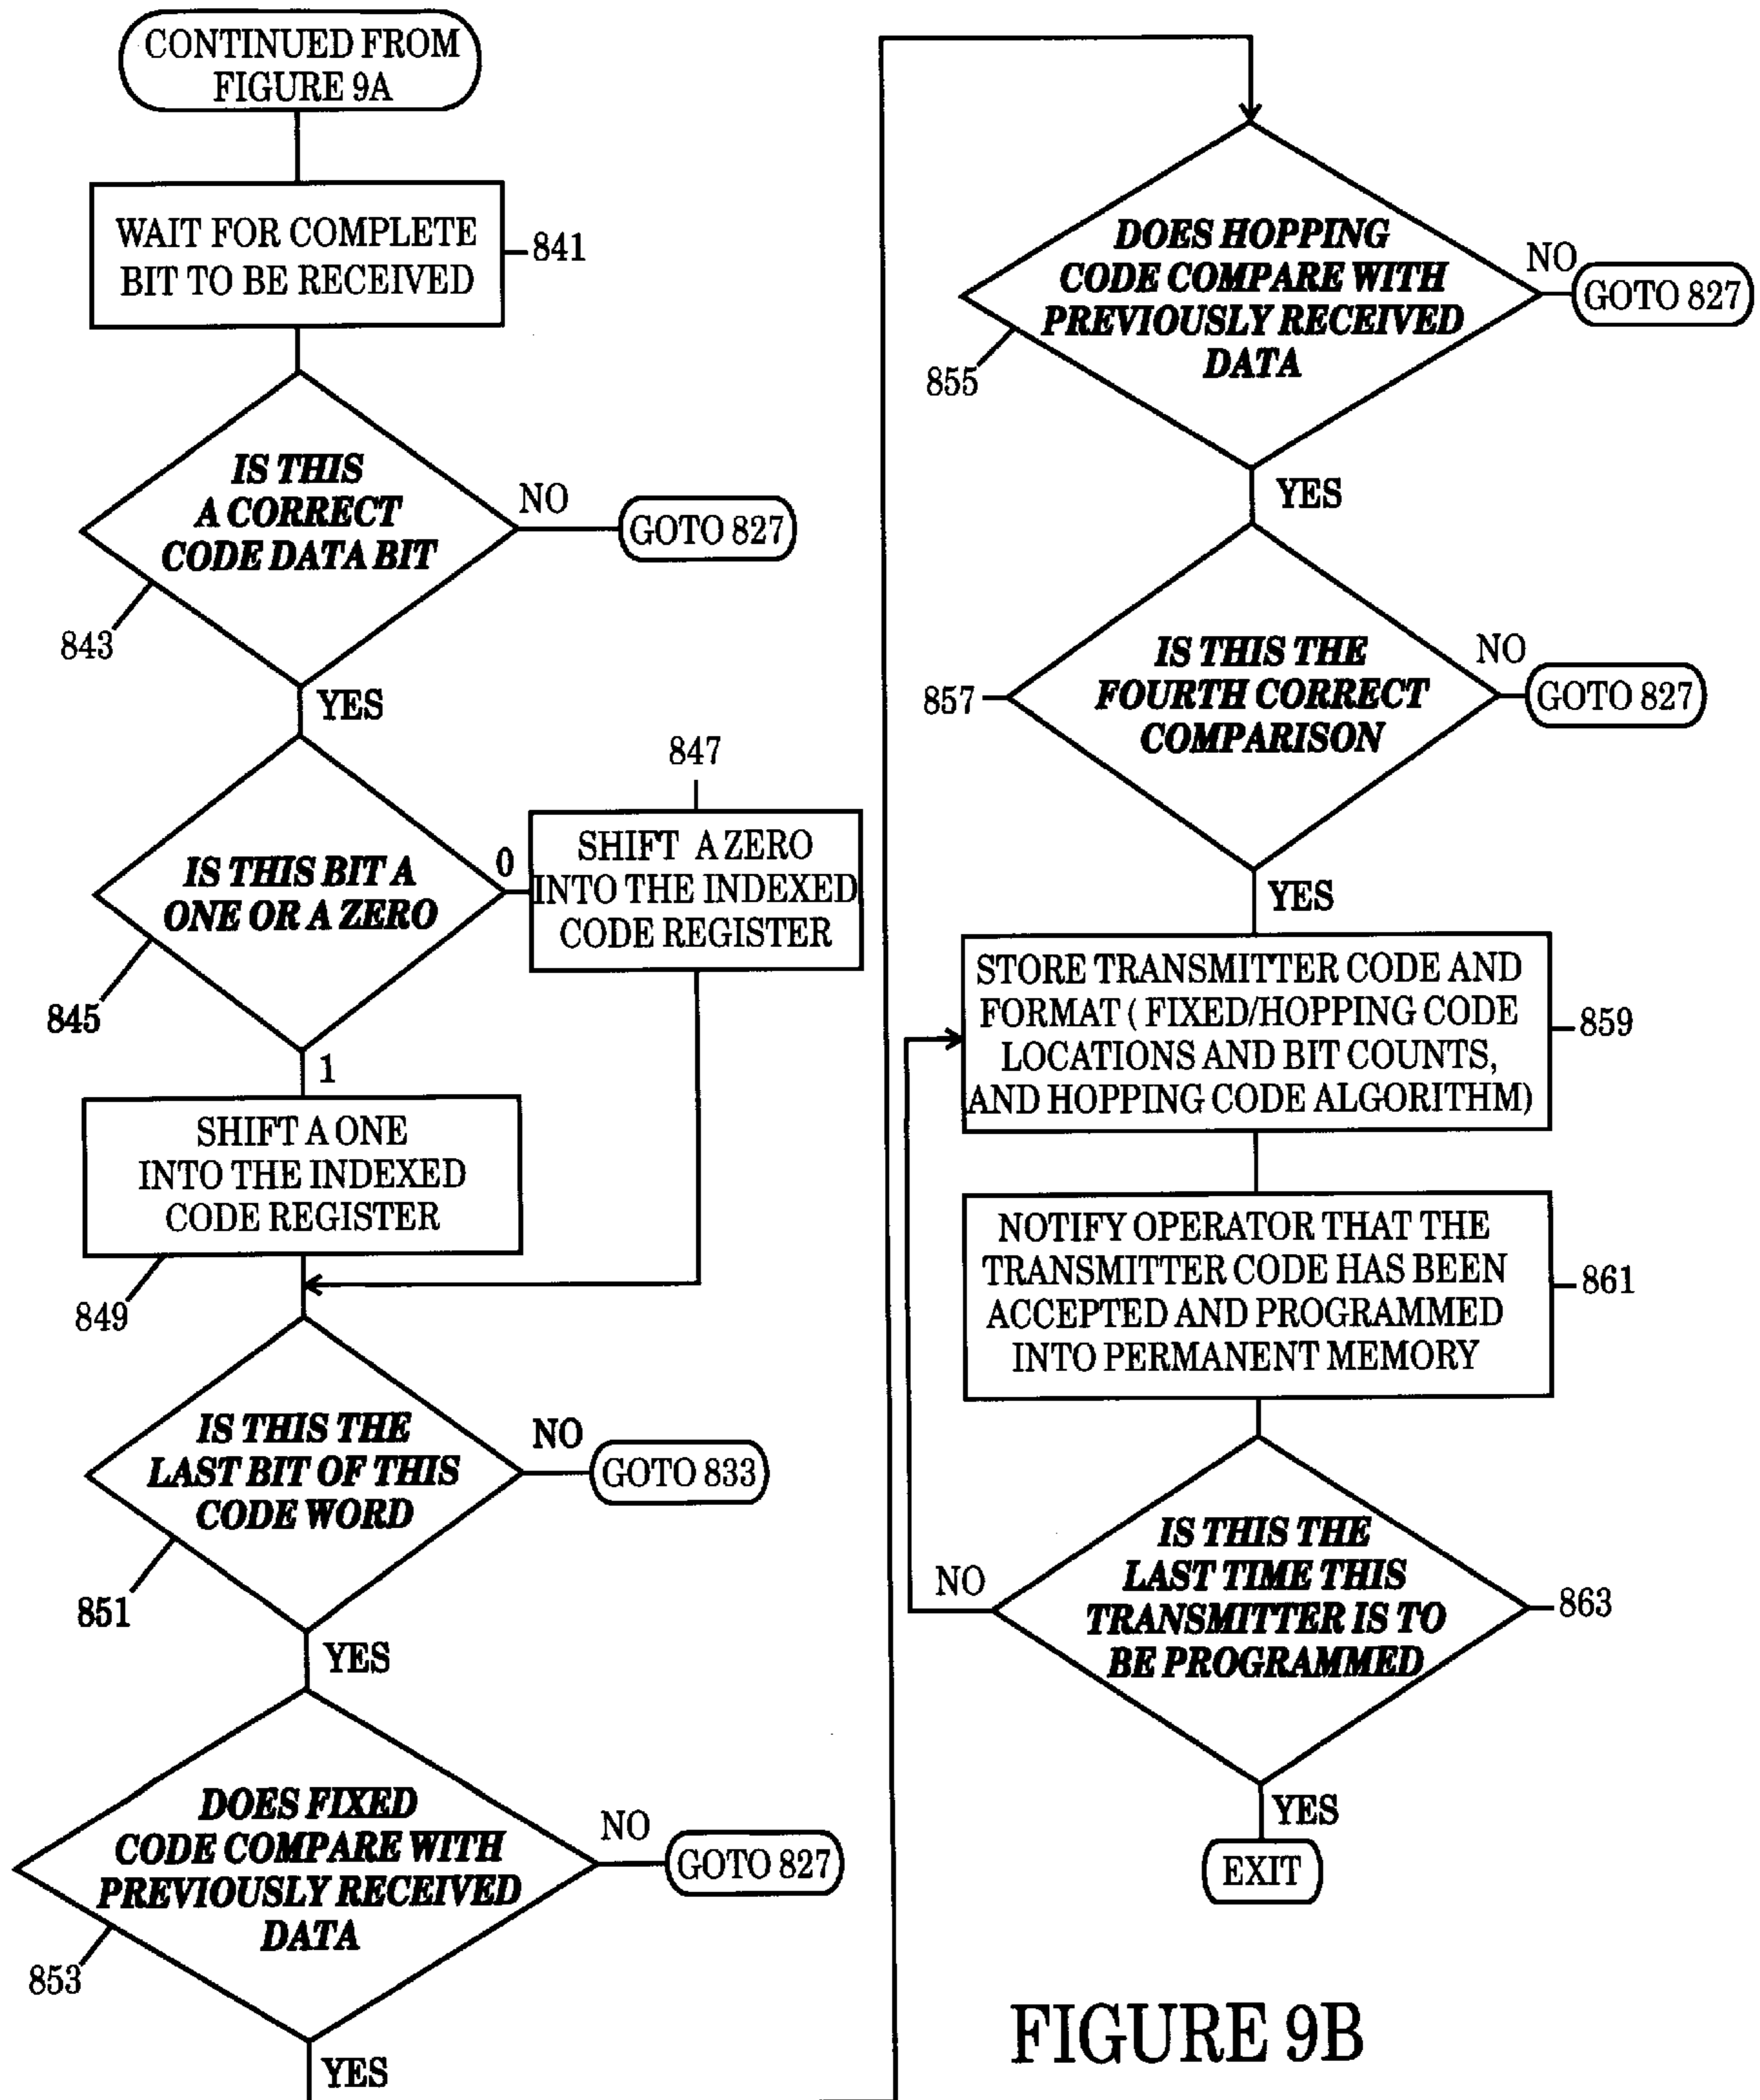 CONTINUED FROM
FIGURE 9A
WAIT FOR COMPLETE
BIT TO BE RECEIVED
841
IS THIS
A CORRECT
CODE DATA BIT
NO
GOTO 827
843
YES
IS THIS BIT A
ONE OR A ZERO
0
845
847
SHIFT A ZERO
INTO THE INDEXED
CODE REGISTER
1
SHIFT A ONE
INTO THE INDEXED
CODE REGISTER
849
IS THIS THE
LAST BIT OF THIS
CODE WORD
NO
GOTO 833
851
YES
DOES FIXED
CODE COMPARE WITH
PREVIOUSLY RECEIVED
DATA
NO
GOTO 827
853
YES
DOES HOPPING
CODE COMPARE WITH
PREVIOUSLY RECEIVED
DATA
NO
GOTO 827
855
YES
IS THIS THE
FOURTH CORRECT
COMPARISON
NO
GOTO 827
857
YES
STORE TRANSMITTER CODE AND
FORMAT ( FIXED/HOPPING CODE
LOCATIONS AND BIT COUNTS,
AND HOPPING CODE ALGORITHM)
859
NOTIFY OPERATOR THAT THE
TRANSMITTER CODE HAS BEEN
ACCEPTED AND PROGRAMMED
INTO PERMANENT MEMORY
861
IS THIS THE
LAST TIME THIS
TRANSMITTER IS TO
BE PROGRAMMED
NO
863
YES
EXIT
FIGURE 9B